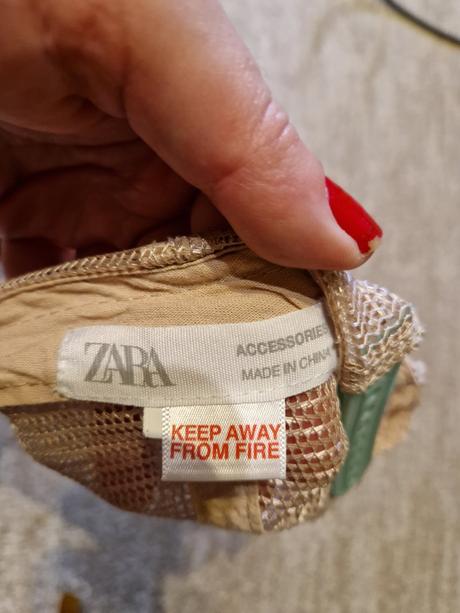 ZARA
ACCESSORIES
MADE IN CHINA
KEEP AWAY
FROM FIRE